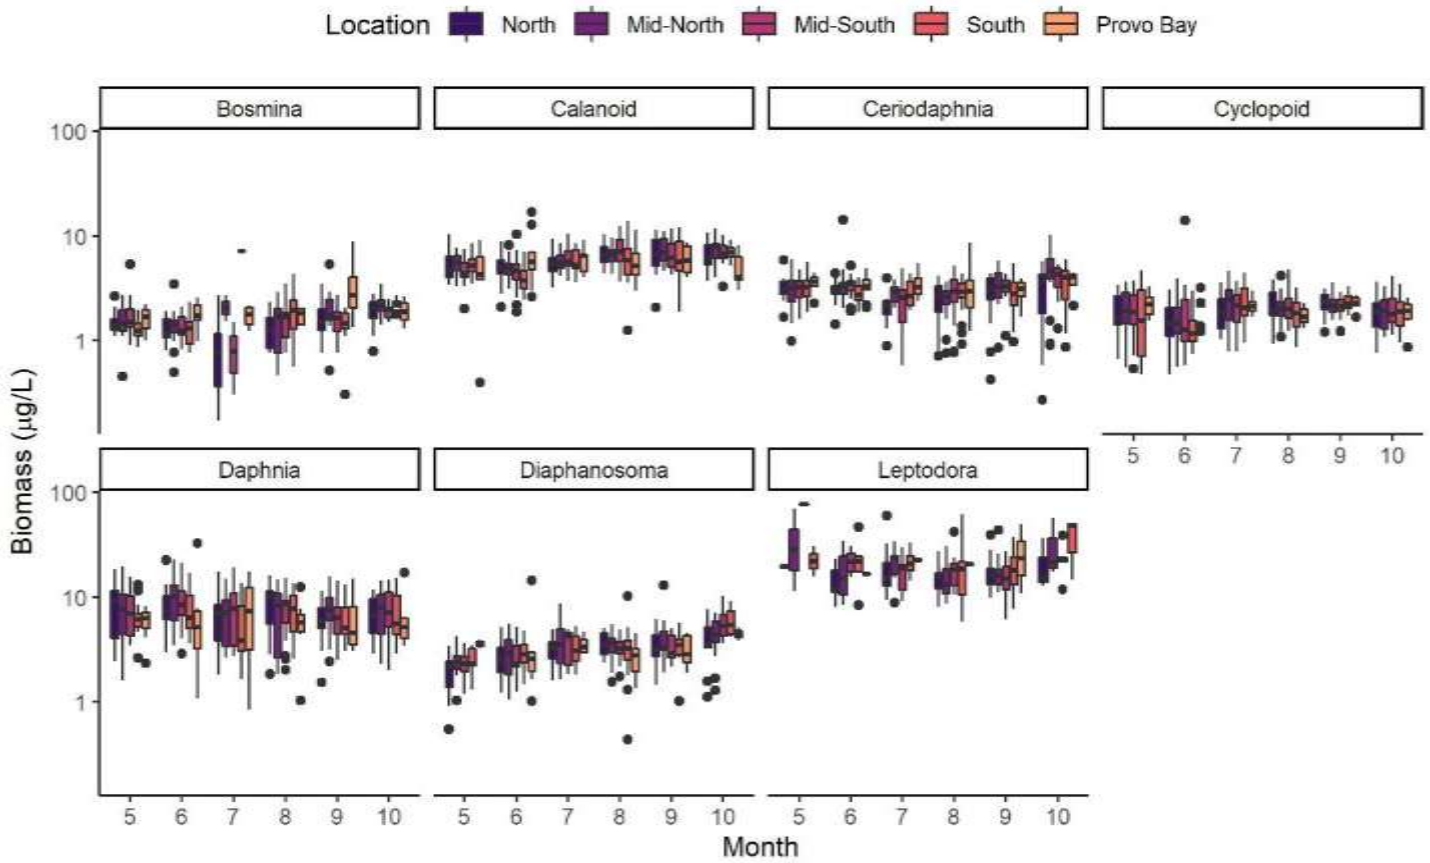 Location North Mid-North Mid-South South Provo Bay
Bosmina Calanoid Ceriodaphnia Cyclopoid
100
10
1
5 6 7 8 9 10
Daphnia Diaphanosoma Leptodora
100
10
1
5 6 7 8 9 10 5 6 7 8 9 10 5 6 7 8 9 10
Month
Biomass (µg/L)